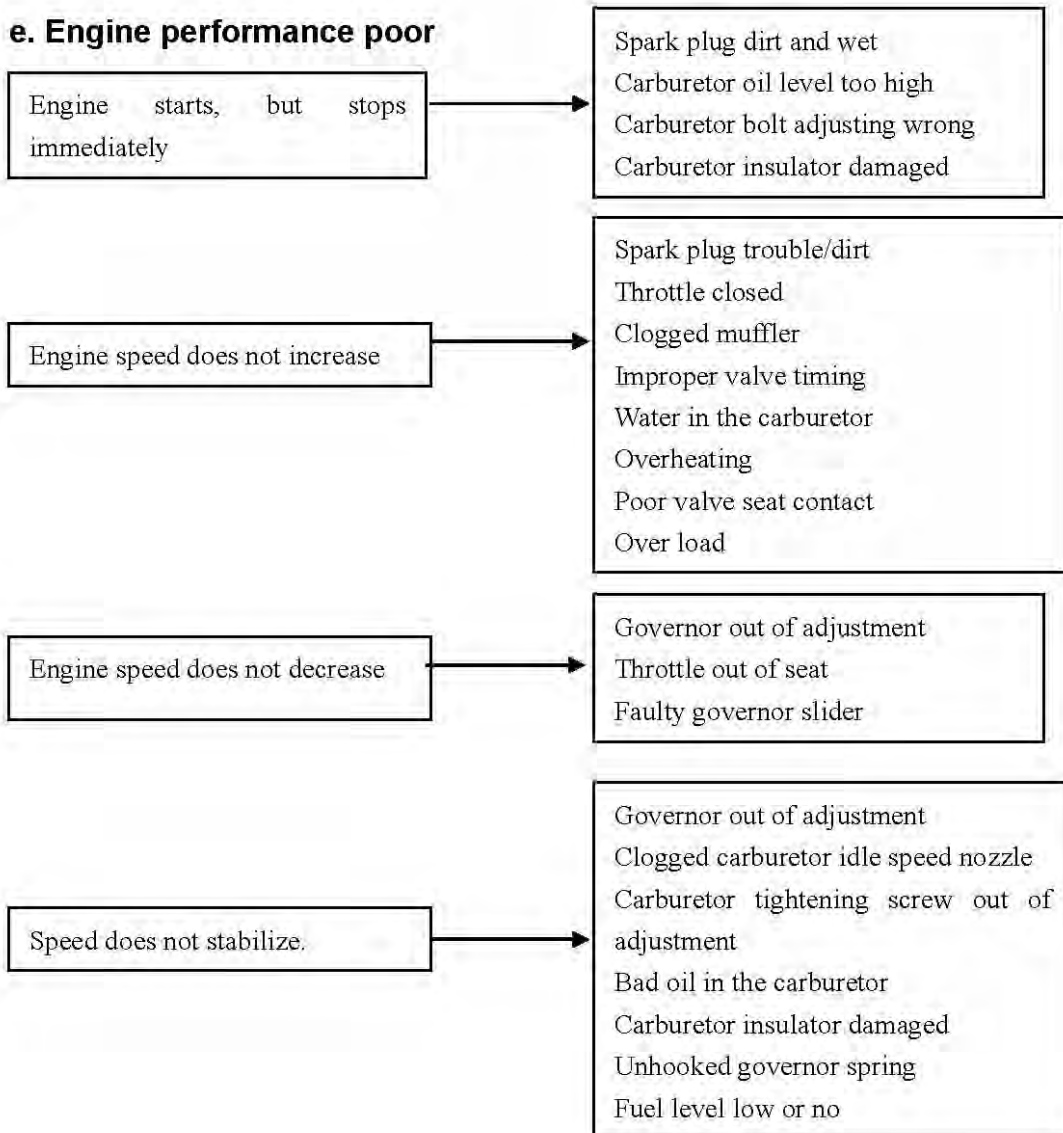 e. Engine performance poor
Engine starts, but stops
immediately
Spark plug dirt and wet
Carburetor oil level too high
Carburetor bolt adjusting wrong
Carburetor insulator damaged
Engine speed does not increase
Spark plug trouble/dirt
Throttle closed
Clogged muffler
Improper valve timing
Water in the carburetor
Overheating
Poor valve seat contact
Over load
Engine speed does not decrease
Governor out of adjustment
Throttle out of seat
Faulty governor slider
Speed does not stabilize.
Governor out of adjustment
Clogged carburetor idle speed nozzle
Carburetor tightening screw out of
adjustment
Bad oil in the carburetor
Carburetor insulator damaged
Unhooked governor spring
Fuel level low or no